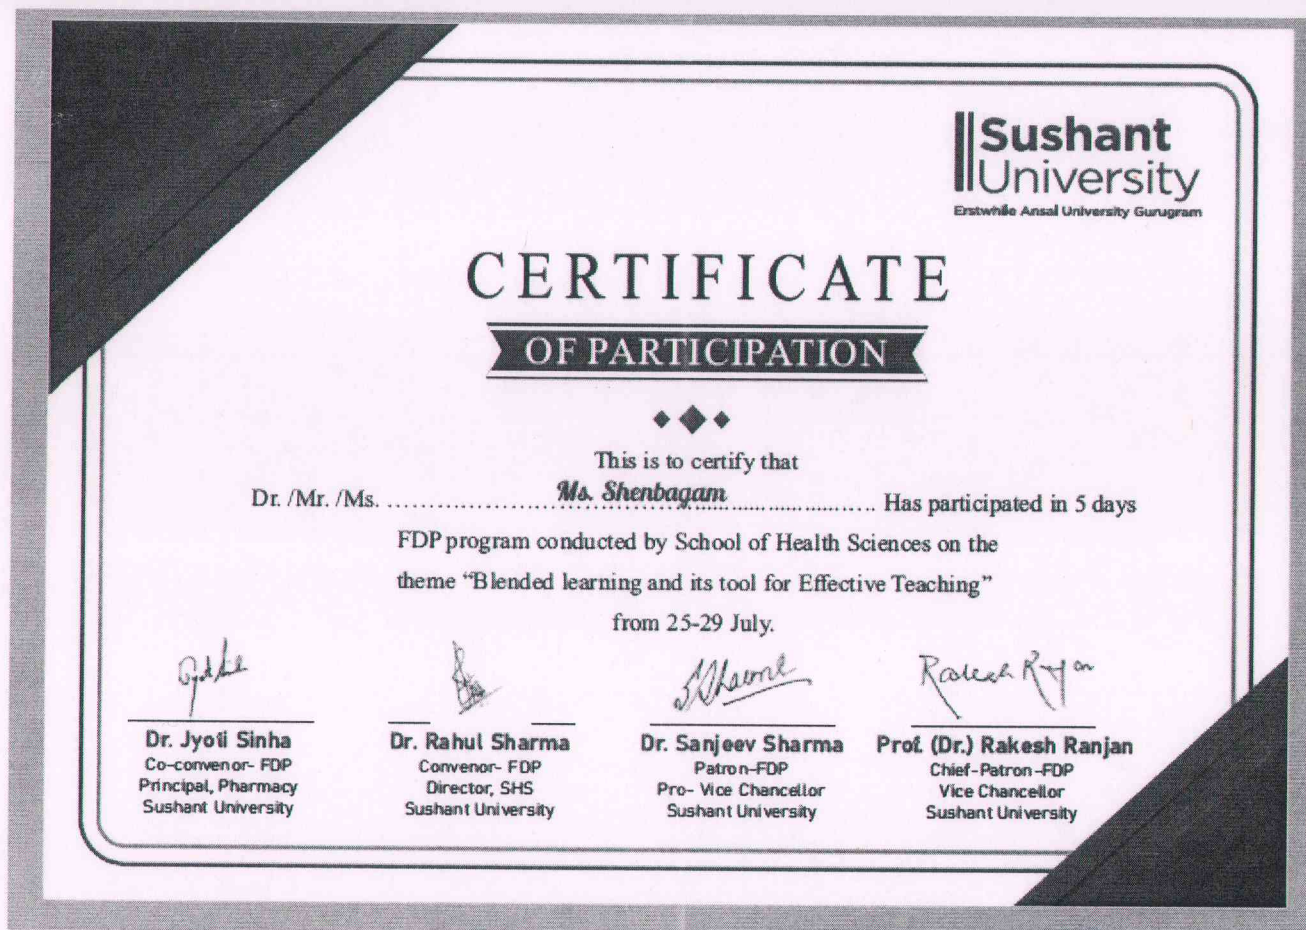 Sushant
University
Erstwhile Ansal University Gurugram
CERTIFICATE
OF PARTICIPATION
This is to certify that
Dr. /Mr. /Ms. .................... Ms. Shenbagam .................... Has participated in 5 days
FDP program conducted by School of Health Sciences on the
theme “Blended learning and its tool for Effective Teaching”
from 25-29 July.
Rakesh Ranjan
Dr. Jyoti Sinha
Co-convenor- FDP
Principal, Pharmacy
Sushant University
Dr. Rahul Sharma
Convenor- FDP
Director, SHS
Sushant University
Dr. Sanjeev Sharma
Patron-FDP
Pro- Vice Chancellor
Sushant University
Prof. (Dr.) Rakesh Ranjan
Chief-Patron-FDP
Vice Chancellor
Sushant University